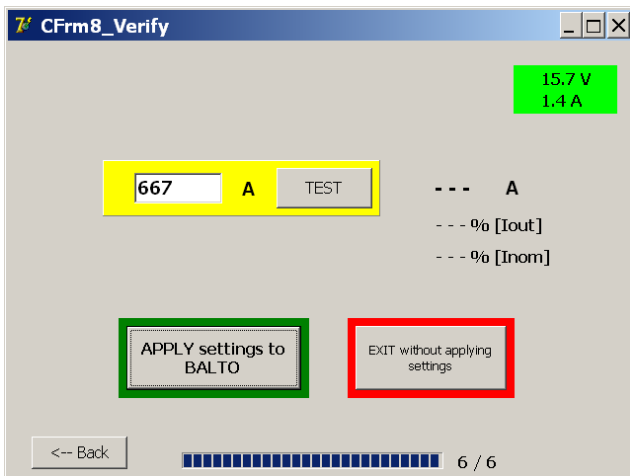 CFrm8_Verify
15.7 V
1.4 A
667 A TEST
- - - A
- - - % [Iout]
- - - % [Inom]
APPLY settings to
BALTO
EXIT without applying
settings
<-- Back
6 / 6